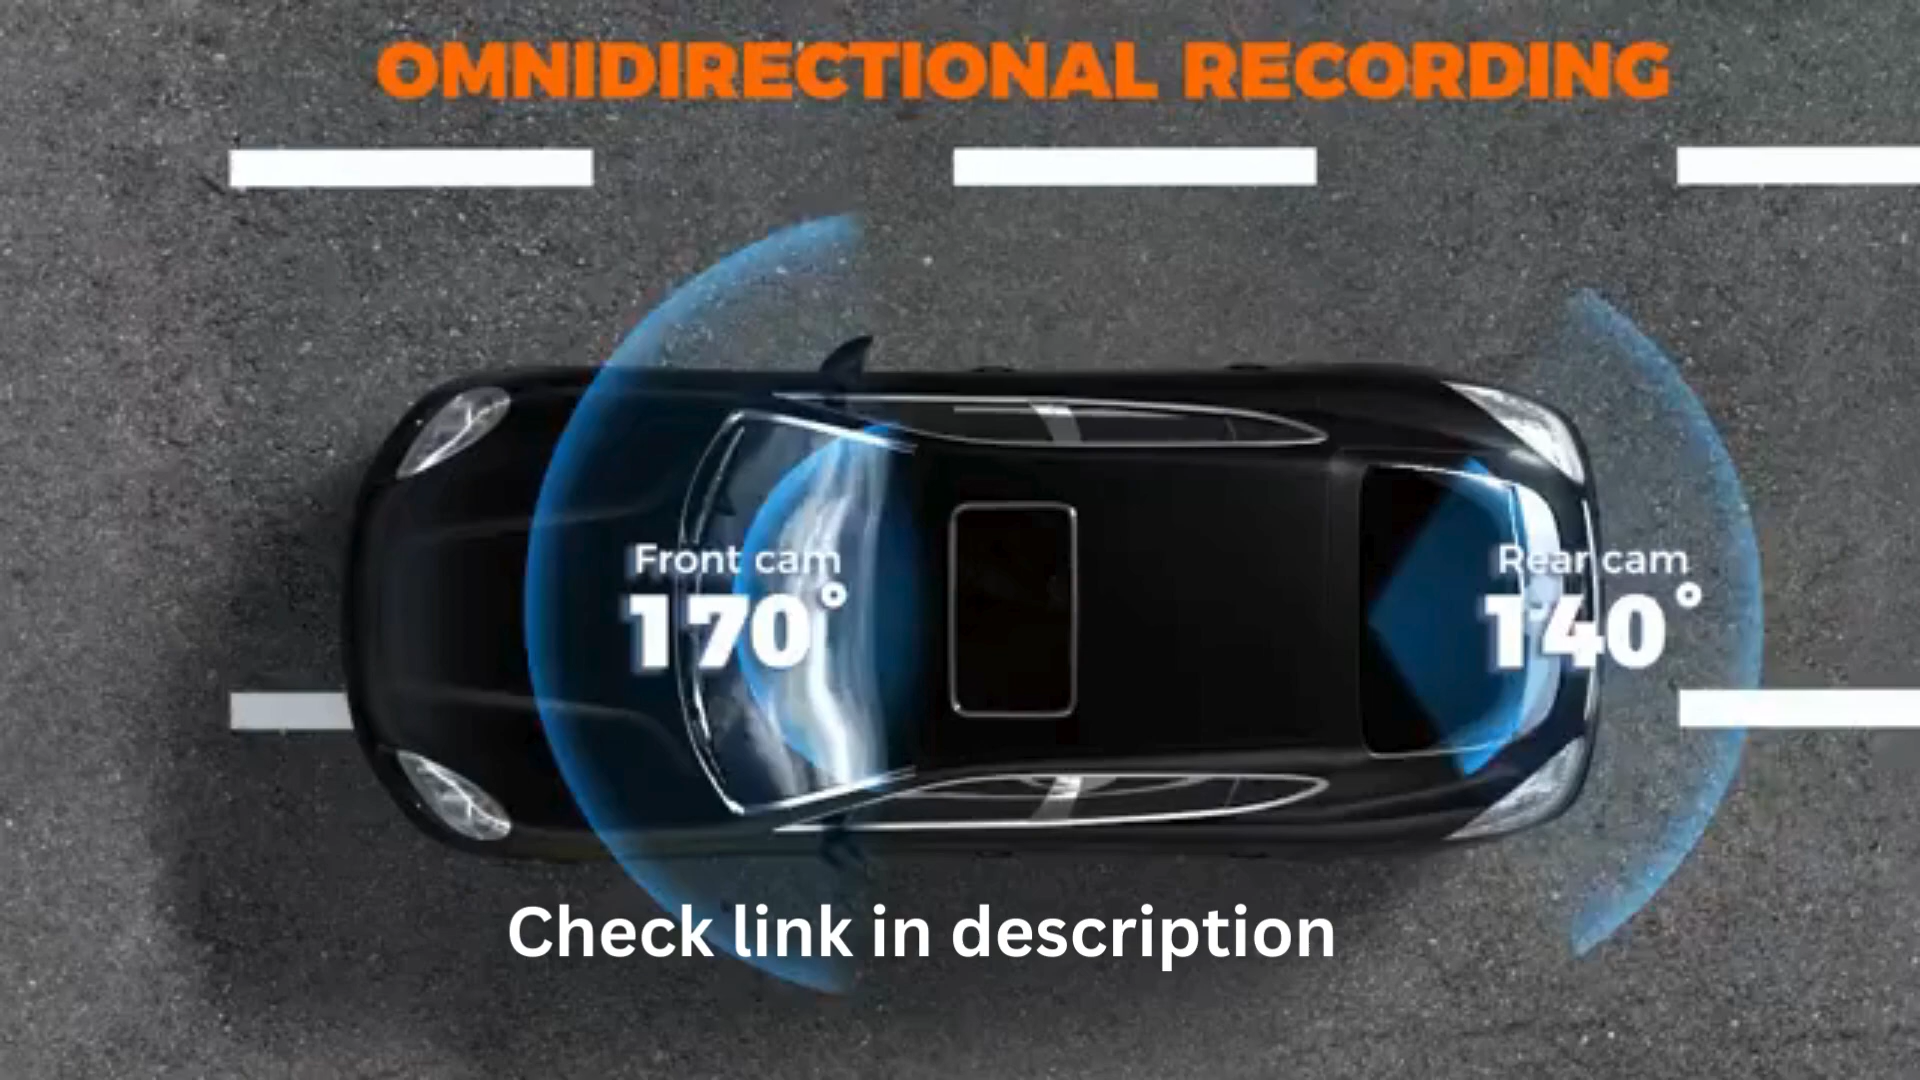 OMNIDIRECTIONAL RECORDING
Front cam
170°
Rear cam
140°
Check link in description